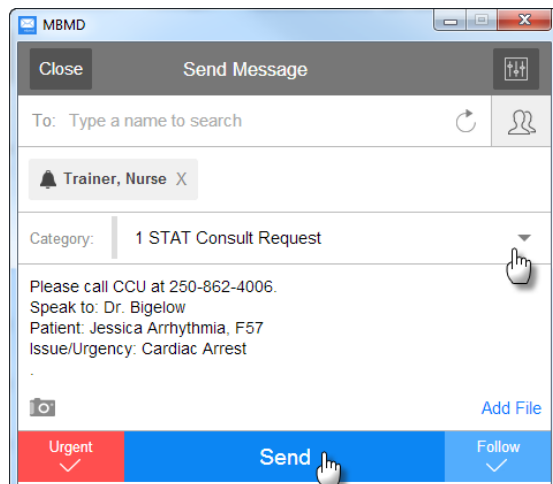 MBMD
Close Send Message
To: Type a name to search
Trainer, Nurse X
Category: 1 STAT Consult Request
Please call CCU at 250-862-4006.
Speak to: Dr. Bigelow
Patient: Jessica Arrhythmia, F57
Issue/Urgency: Cardiac Arrest
.
Add File
Urgent Send Follow